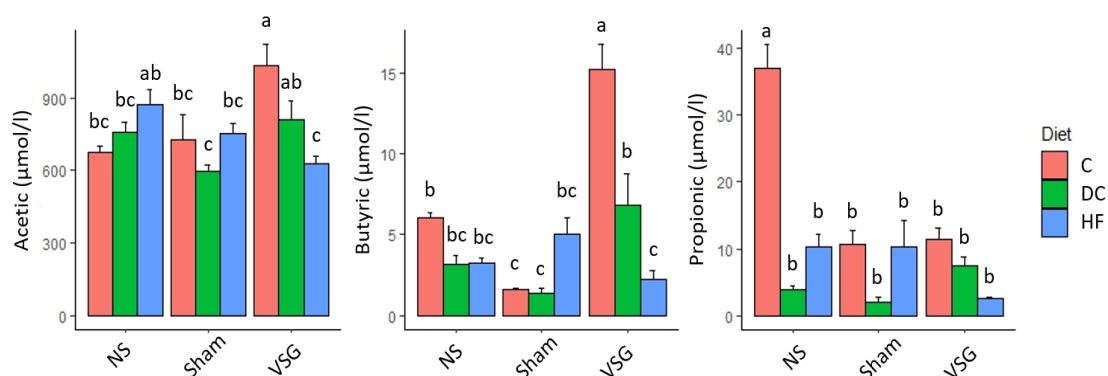 Acetic (µmol/l)
900
600
300
0
bc
bc
ab
bc
c
bc
a
ab
c
NS
Sham
VSG
Butyric (µmol/l)
15
10
5
0
b
bc
bc
c
c
bc
a
b
c
NS
Sham
VSG
Propionic (µmol/l)
40
30
20
10
0
a
b
b
b
b
b
b
b
b
NS
Sham
VSG
Diet
C
DC
HF